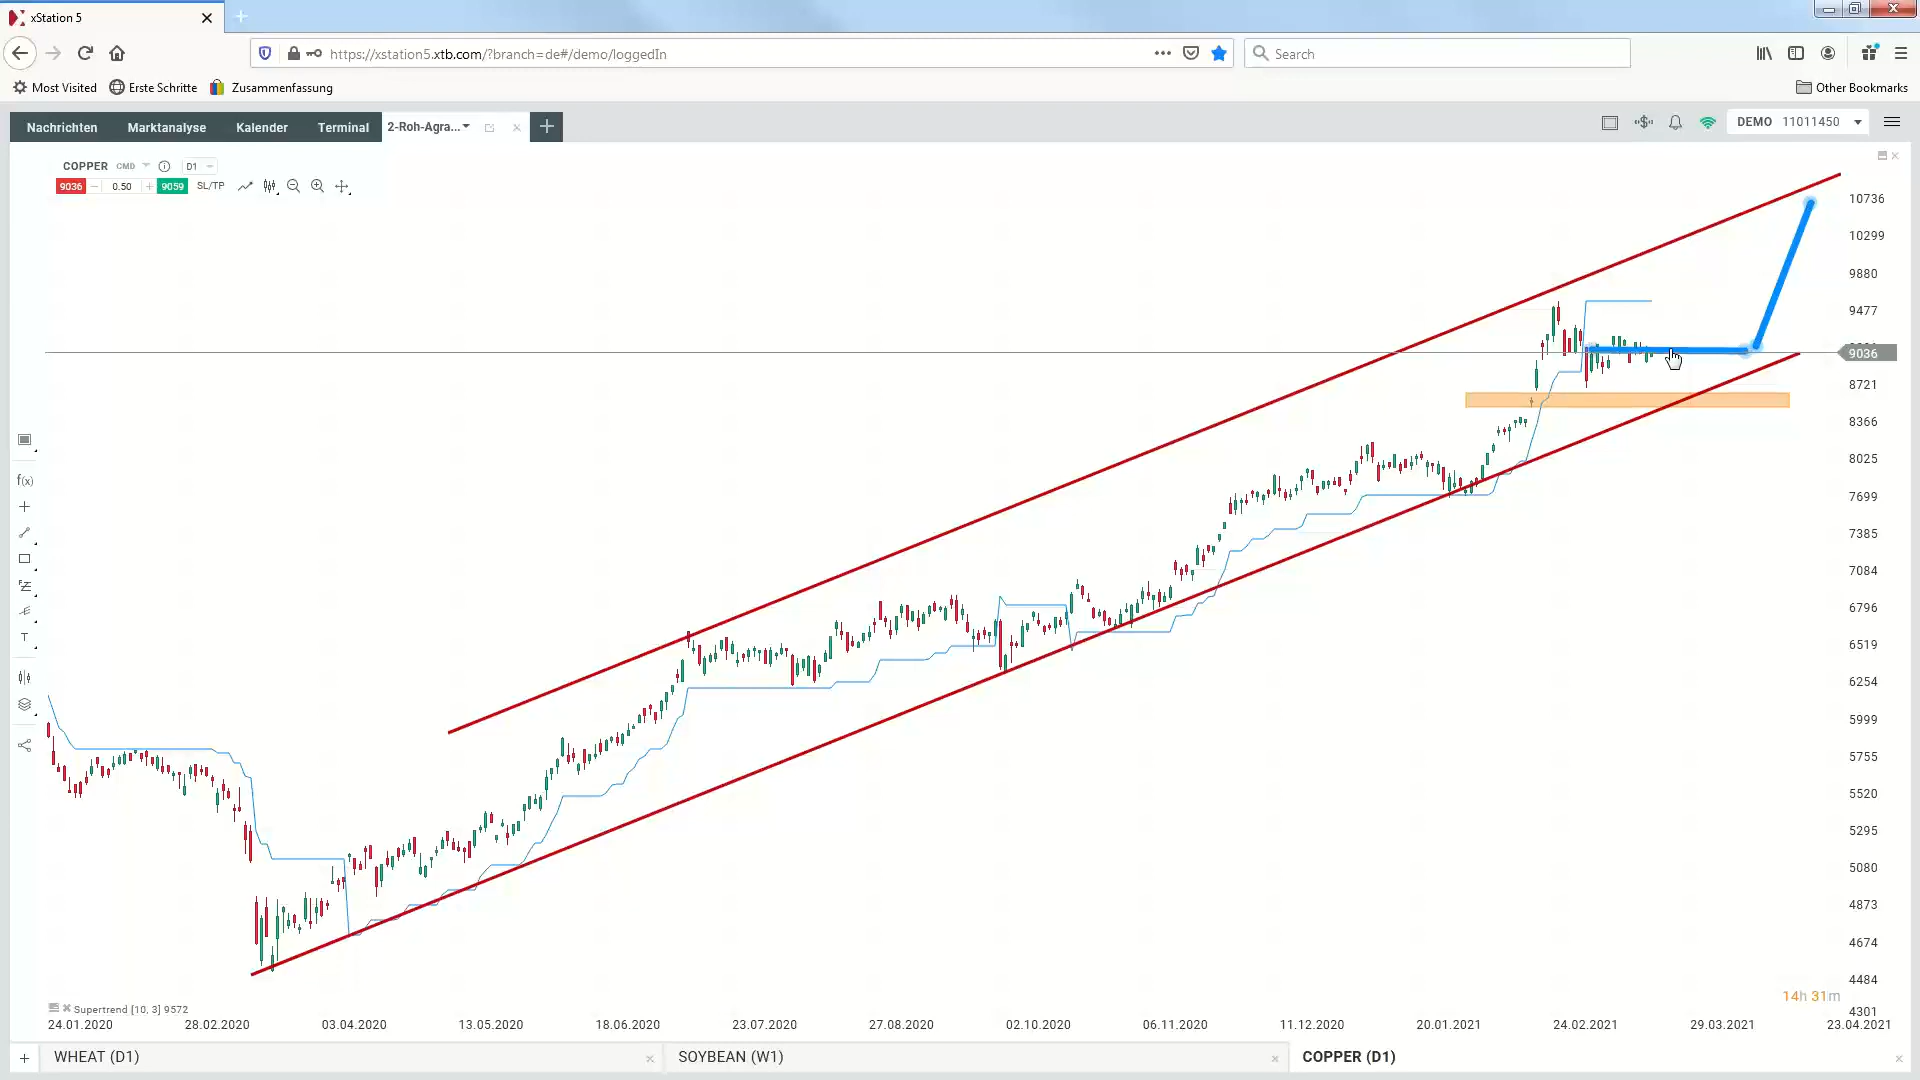 xStation 5
https://xstation5.xtb.com/?branch=de#/demo/loggedIn
Search
Most Visited
Erste Schritte
Zusammenfassung
Other Bookmarks
Nachrichten
Marktanalyse
Kalender
Terminal
2-Roh-Agra...
DEMO 11011450
COPPER CMD D1
9036 0.50 9059 SL/TP
10736
10299
9880
9477
9036
8721
8366
8025
7699
7385
7084
6796
6519
6254
5999
5755
5520
5295
5080
4873
4674
4484
4301
f(x)
T
14h 31m
Supertrend [10, 3] 9572
24.01.2020
28.02.2020
03.04.2020
13.05.2020
18.06.2020
23.07.2020
27.08.2020
02.10.2020
06.11.2020
11.12.2020
20.01.2021
24.02.2021
29.03.2021
23.04.2021
WHEAT (D1)
SOYBEAN (W1)
COPPER (D1)